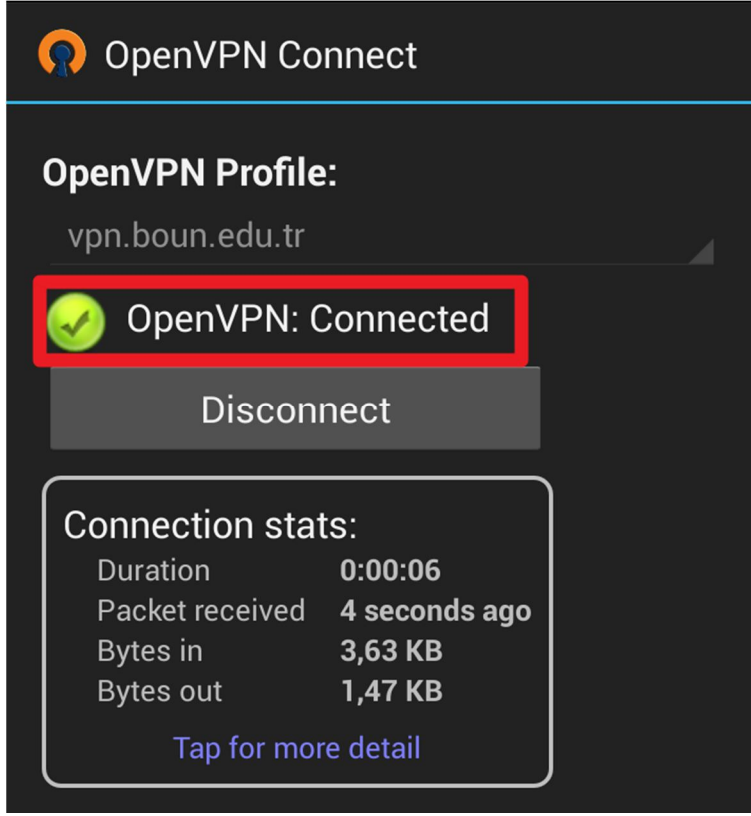 OpenVPN Connect
OpenVPN Profile:
vpn.boun.edu.tr
OpenVPN: Connected
Disconnect
Connection stats:
Duration 0:00:06
Packet received 4 seconds ago
Bytes in 3,63 KB
Bytes out 1,47 KB
Tap for more detail